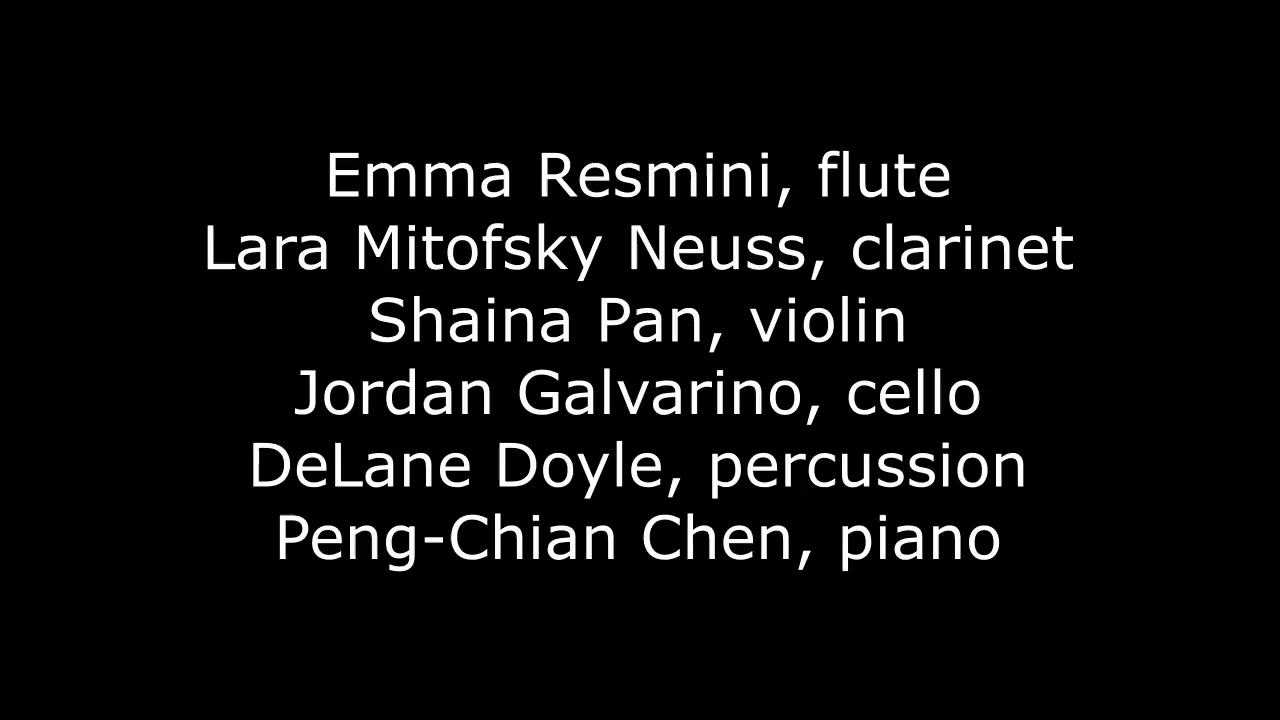 Emma Resmini, flute
Lara Mitofsky Neuss, clarinet
Shaina Pan, violin
Jordan Galvarino, cello
DeLane Doyle, percussion
Peng-Chian Chen, piano